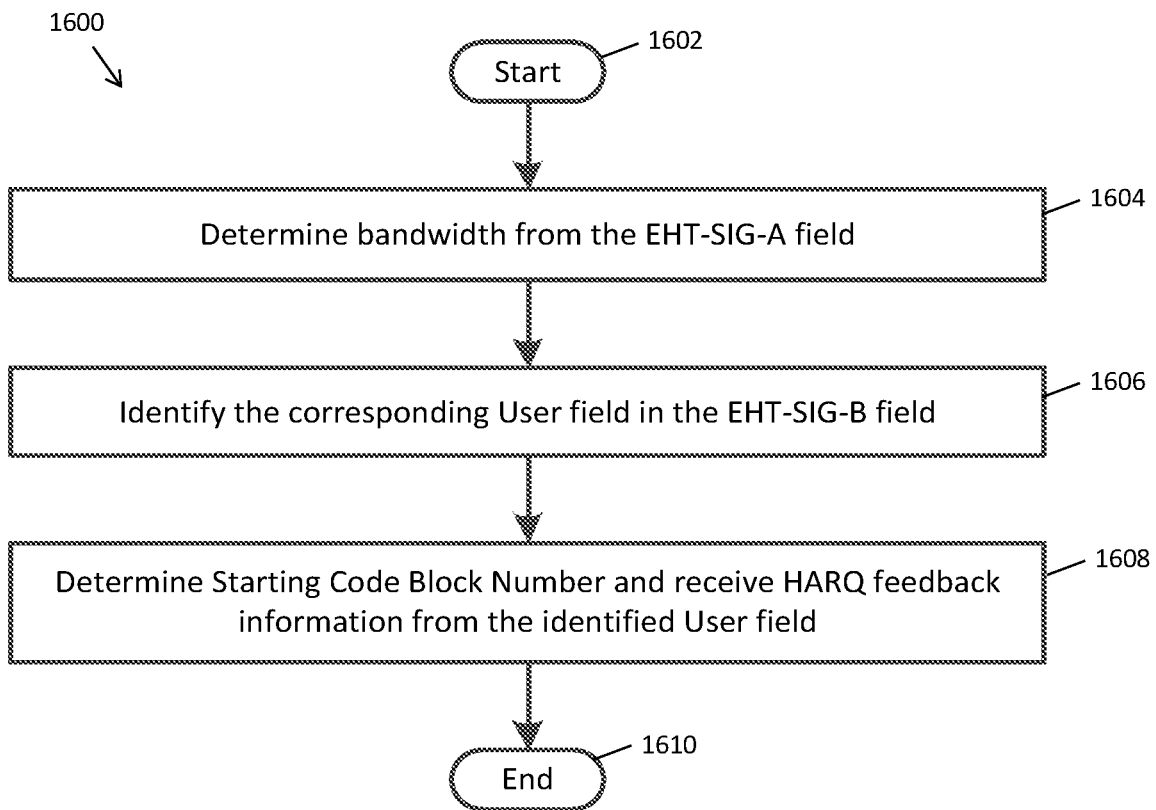 1600
1602
Start
1604
Determine bandwidth from the EHT-SIG-A field
1606
Identify the corresponding User field in the EHT-SIG-B field
1608
Determine Starting Code Block Number and receive HARQ feedback
information from the identified User field
1610
End